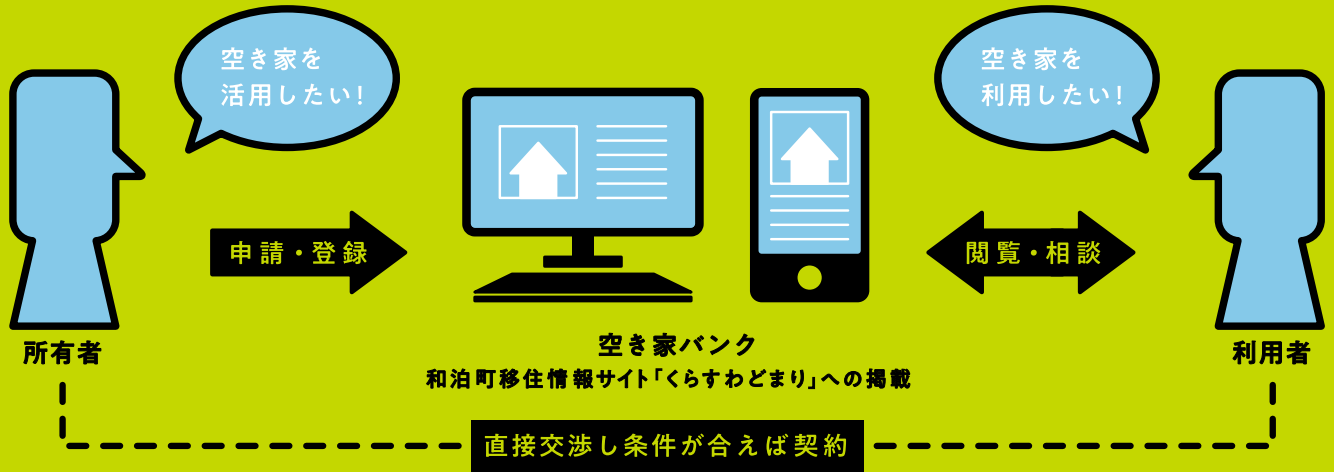 空き家を
活用したい！
空き家を
利用したい！
申請・登録
閲覧・相談
所有者
空き家バンク
和泊町移住情報サイト「くらすわどまり」への掲載
利用者
直接交渉し条件が合えば契約